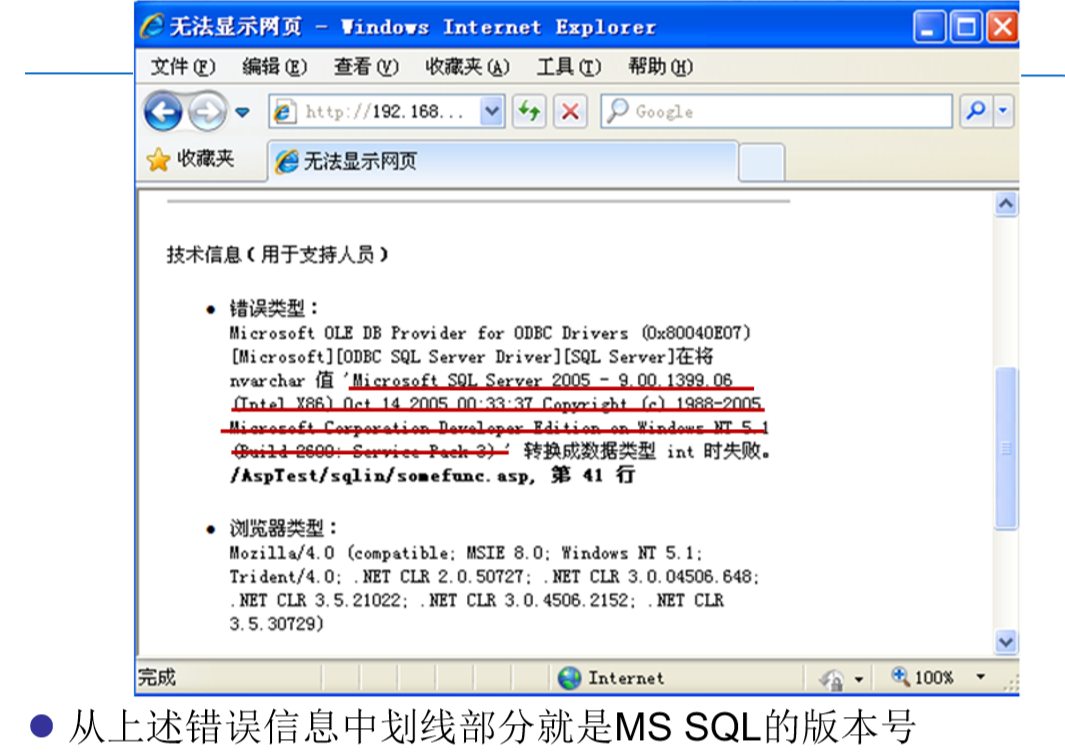 无法显示网页 - Windows Internet Explorer
文件(F) 编辑(E) 查看(V) 收藏夹(A) 工具(T) 帮助(H)
http://192.168... Google
收藏夹 无法显示网页
技术信息(用于支持人员)
● 错误类型:
Microsoft OLE DB Provider for ODBC Drivers (0x80040E07)
[Microsoft][ODBC SQL Server Driver][SQL Server]在将
nvarchar 值 'Microsoft SQL Server 2005 - 9.00.1399.06
(Intel X86) Oct 14 2005 00:33:37 Copyright (c) 1988-2005
Microsoft Corporation Developer Edition on Windows NT 5.1
(Build 2600: Service Pack 3) ' 转换成数据类型 int 时失败。
/AspTest/sqlin/somefunc.asp, 第 41 行
● 浏览器类型:
Mozilla/4.0 (compatible; MSIE 8.0; Windows NT 5.1;
Trident/4.0; .NET CLR 2.0.50727; .NET CLR 3.0.04506.648;
.NET CLR 3.5.21022; .NET CLR 3.0.4506.2152; .NET CLR
3.5.30729)
完成 Internet 100%
● 从上述错误信息中划线部分就是MS SQL的版本号